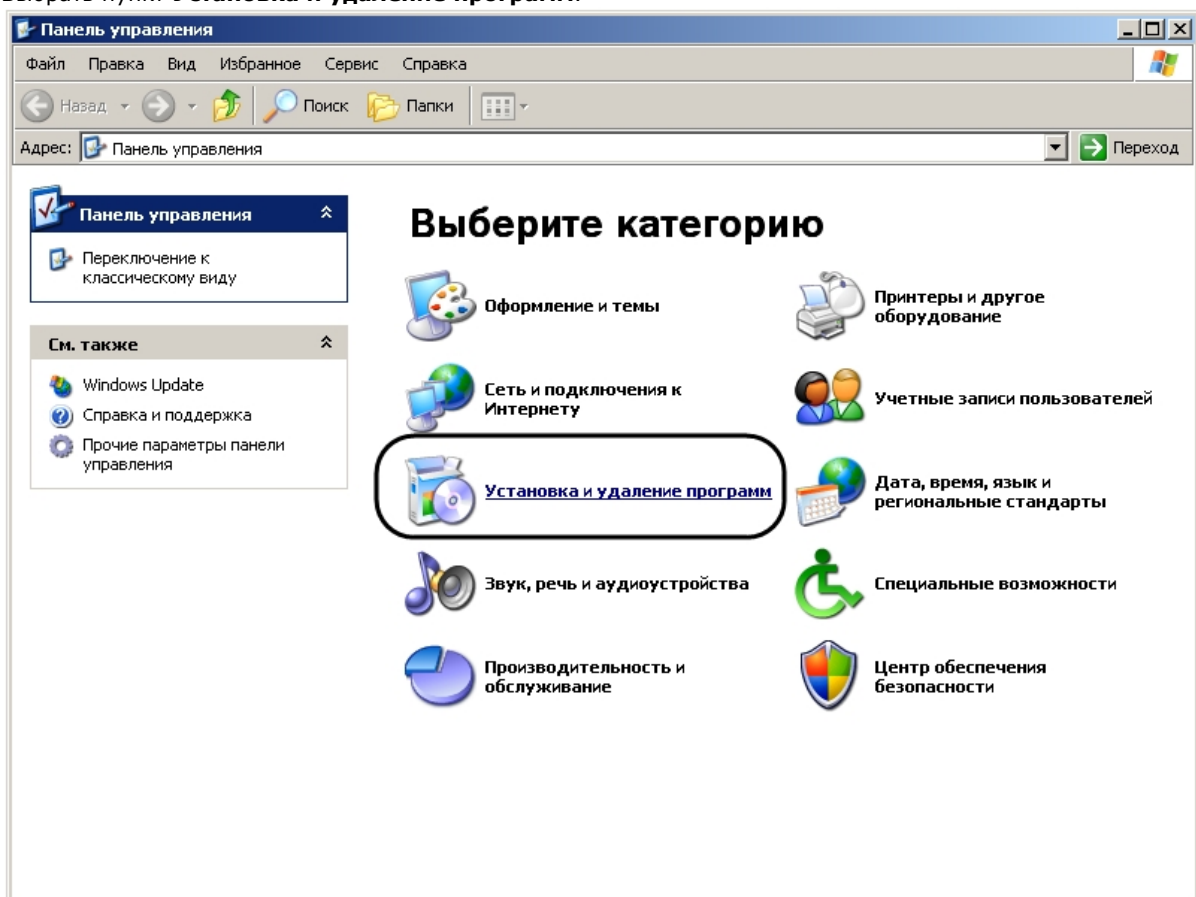 Панель управления
Файл Правка Вид Избранное Сервис Справка
Назад Поиск Папки
Адрес: Панель управления Переход
Панель управления
Переключение к
классическому виду
См. также
Windows Update
Справка и поддержка
Прочие параметры панели
управления
Выберите категорию
Оформление и темы
Принтеры и другое
оборудование
Сеть и подключения к
Интернету
Учетные записи пользователей
Установка и удаление программ
Дата, время, язык и
региональные стандарты
Звук, речь и аудиоустройства
Специальные возможности
Производительность и
обслуживание
Центр обеспечения
безопасности